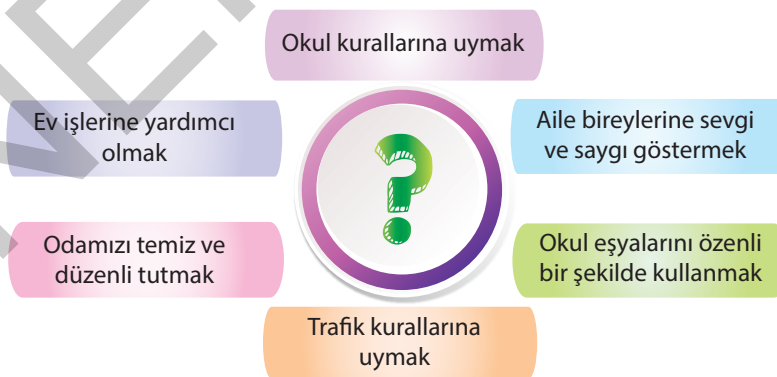 Okul kurallarına uymak
Ev işlerine yardımcı
olmak
Aile bireylerine sevgi
ve saygı göstermek
?
Odamızı temiz ve
düzenli tutmak
Okul eşyalarını özenli
bir şekilde kullanmak
Trafik kurallarına
uymak